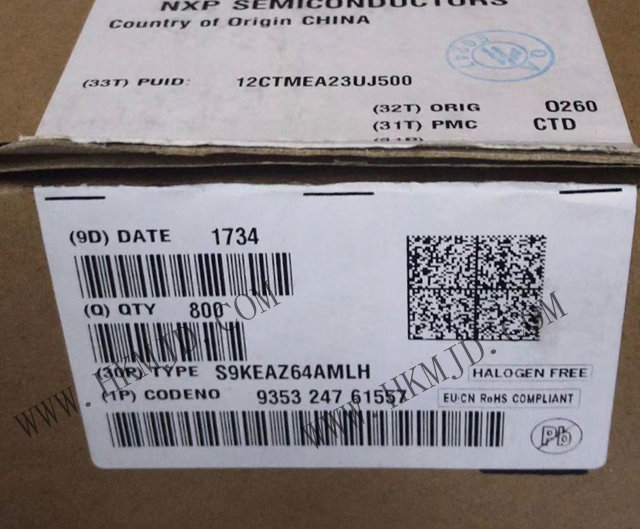 NXP SEMICONDUCTORS
Country of Origin CHINA
(33T) PUID: 12CTMEA23UJ500
(32T) ORIG 0260
(31T) PMC CTD
(9D) DATE 1734
(Q) QTY 800
(30P) TYPE S9KEAZ64AMLH
HALOGEN FREE
(1P) CODENO 9353 247 61557
EU/CN RoHS COMPLIANT
Pb
WWW.HKMJD.COM
WWW.HKMJD.COM